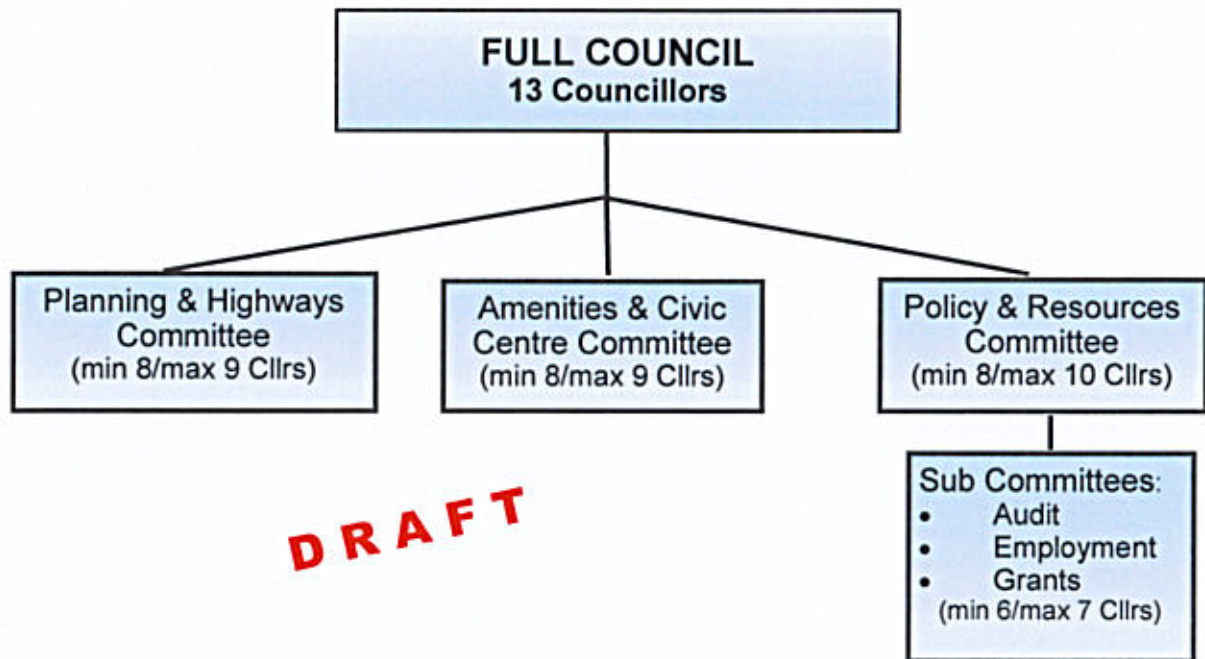 FULL COUNCIL
13 Councillors
Planning & Highways
Committee
(min 8/max 9 Cllrs)
Amenities & Civic
Centre Committee
(min 8/max 9 Cllrs)
Policy & Resources
Committee
(min 8/max 10 Cllrs)
Sub Committees:
• Audit
• Employment
• Grants
(min 6/max 7 Cllrs)
D R A F T